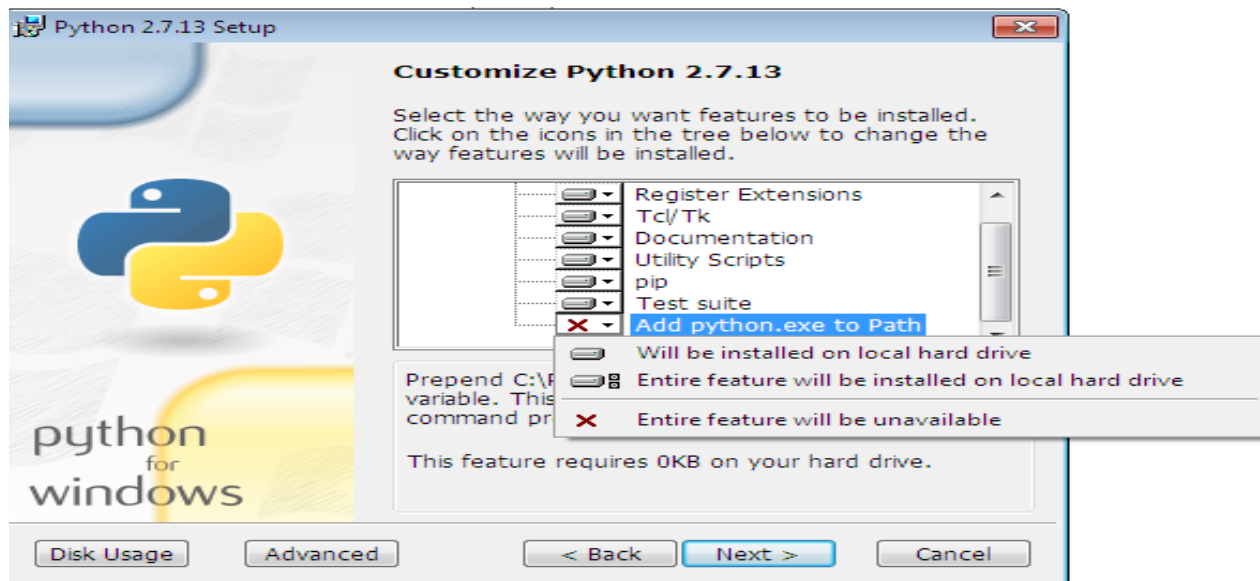 Python 2.7.13 Setup
Customize Python 2.7.13
Select the way you want features to be installed.
Click on the icons in the tree below to change the
way features will be installed.
Register Extensions
Tcl/Tk
Documentation
Utility Scripts
pip
Test suite
Add python.exe to Path
Will be installed on local hard drive
Entire feature will be installed on local hard drive
Entire feature will be unavailable
Prepend C:\
variable. This
command
This feature requires 0KB on your hard drive.
python
for
windows
Disk Usage
Advanced
< Back
Next >
Cancel